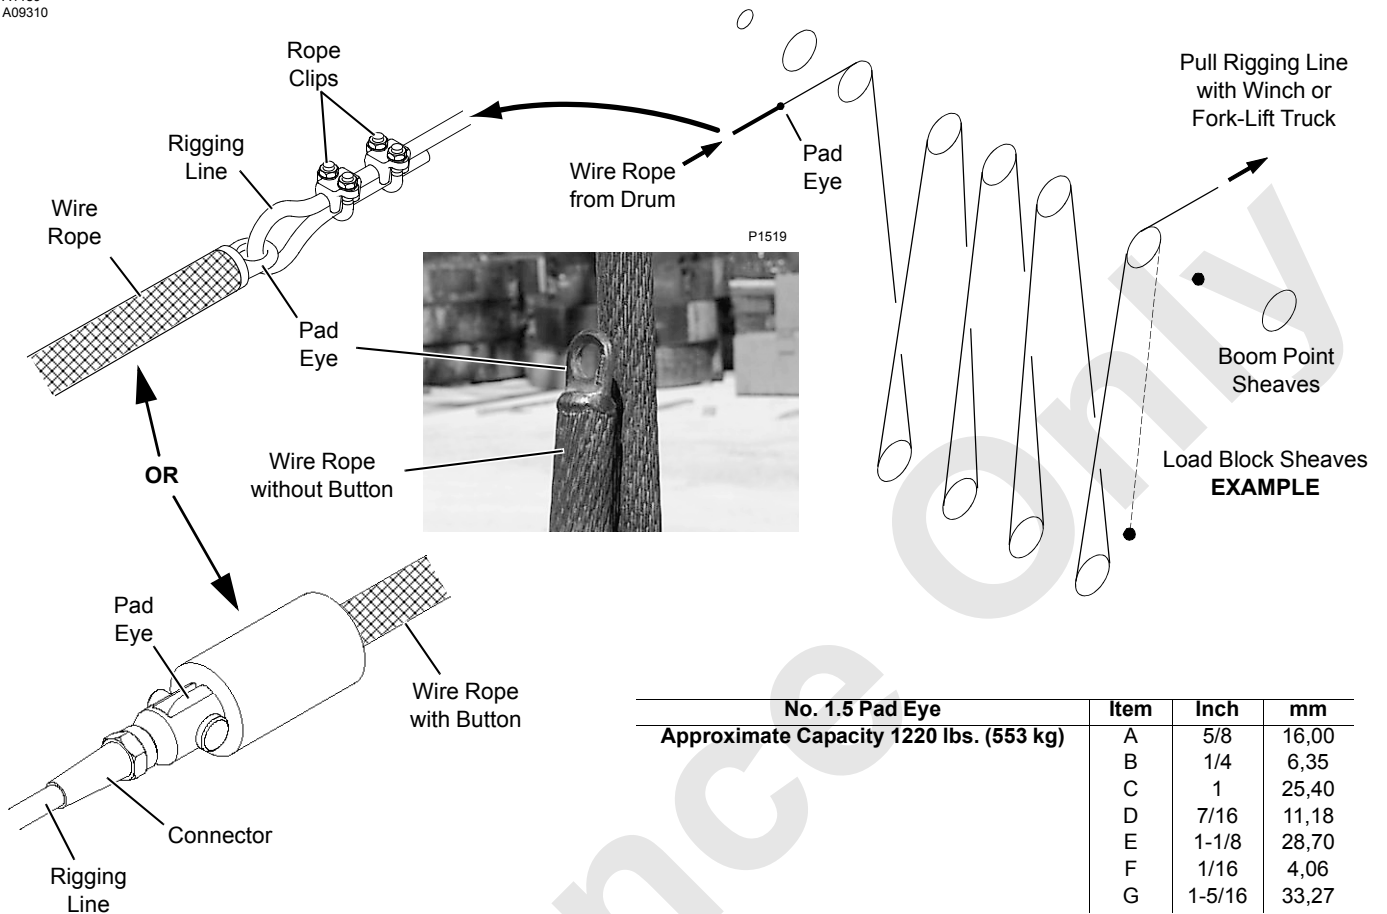 A09310
Rope
Clips
Rigging
Line
Wire
Rope
Pad
Eye
Wire Rope
from Drum
Pad
Eye
Pull Rigging Line
with Winch or
Fork-Lift Truck
P1519
Boom Point
Sheaves
Load Block Sheaves
EXAMPLE
OR
Wire Rope
without Button
Pad
Eye
Wire Rope
with Button
Connector
Rigging
Line
No. 1.5 Pad Eye Item Inch mm
Approximate Capacity 1220 lbs. (553 kg) A 5/8 16,00
B 1/4 6,35
C 1 25,40
D 7/16 11,18
E 1-1/8 28,70
F 1/16 4,06
G 1-5/16 33,27
nce Only